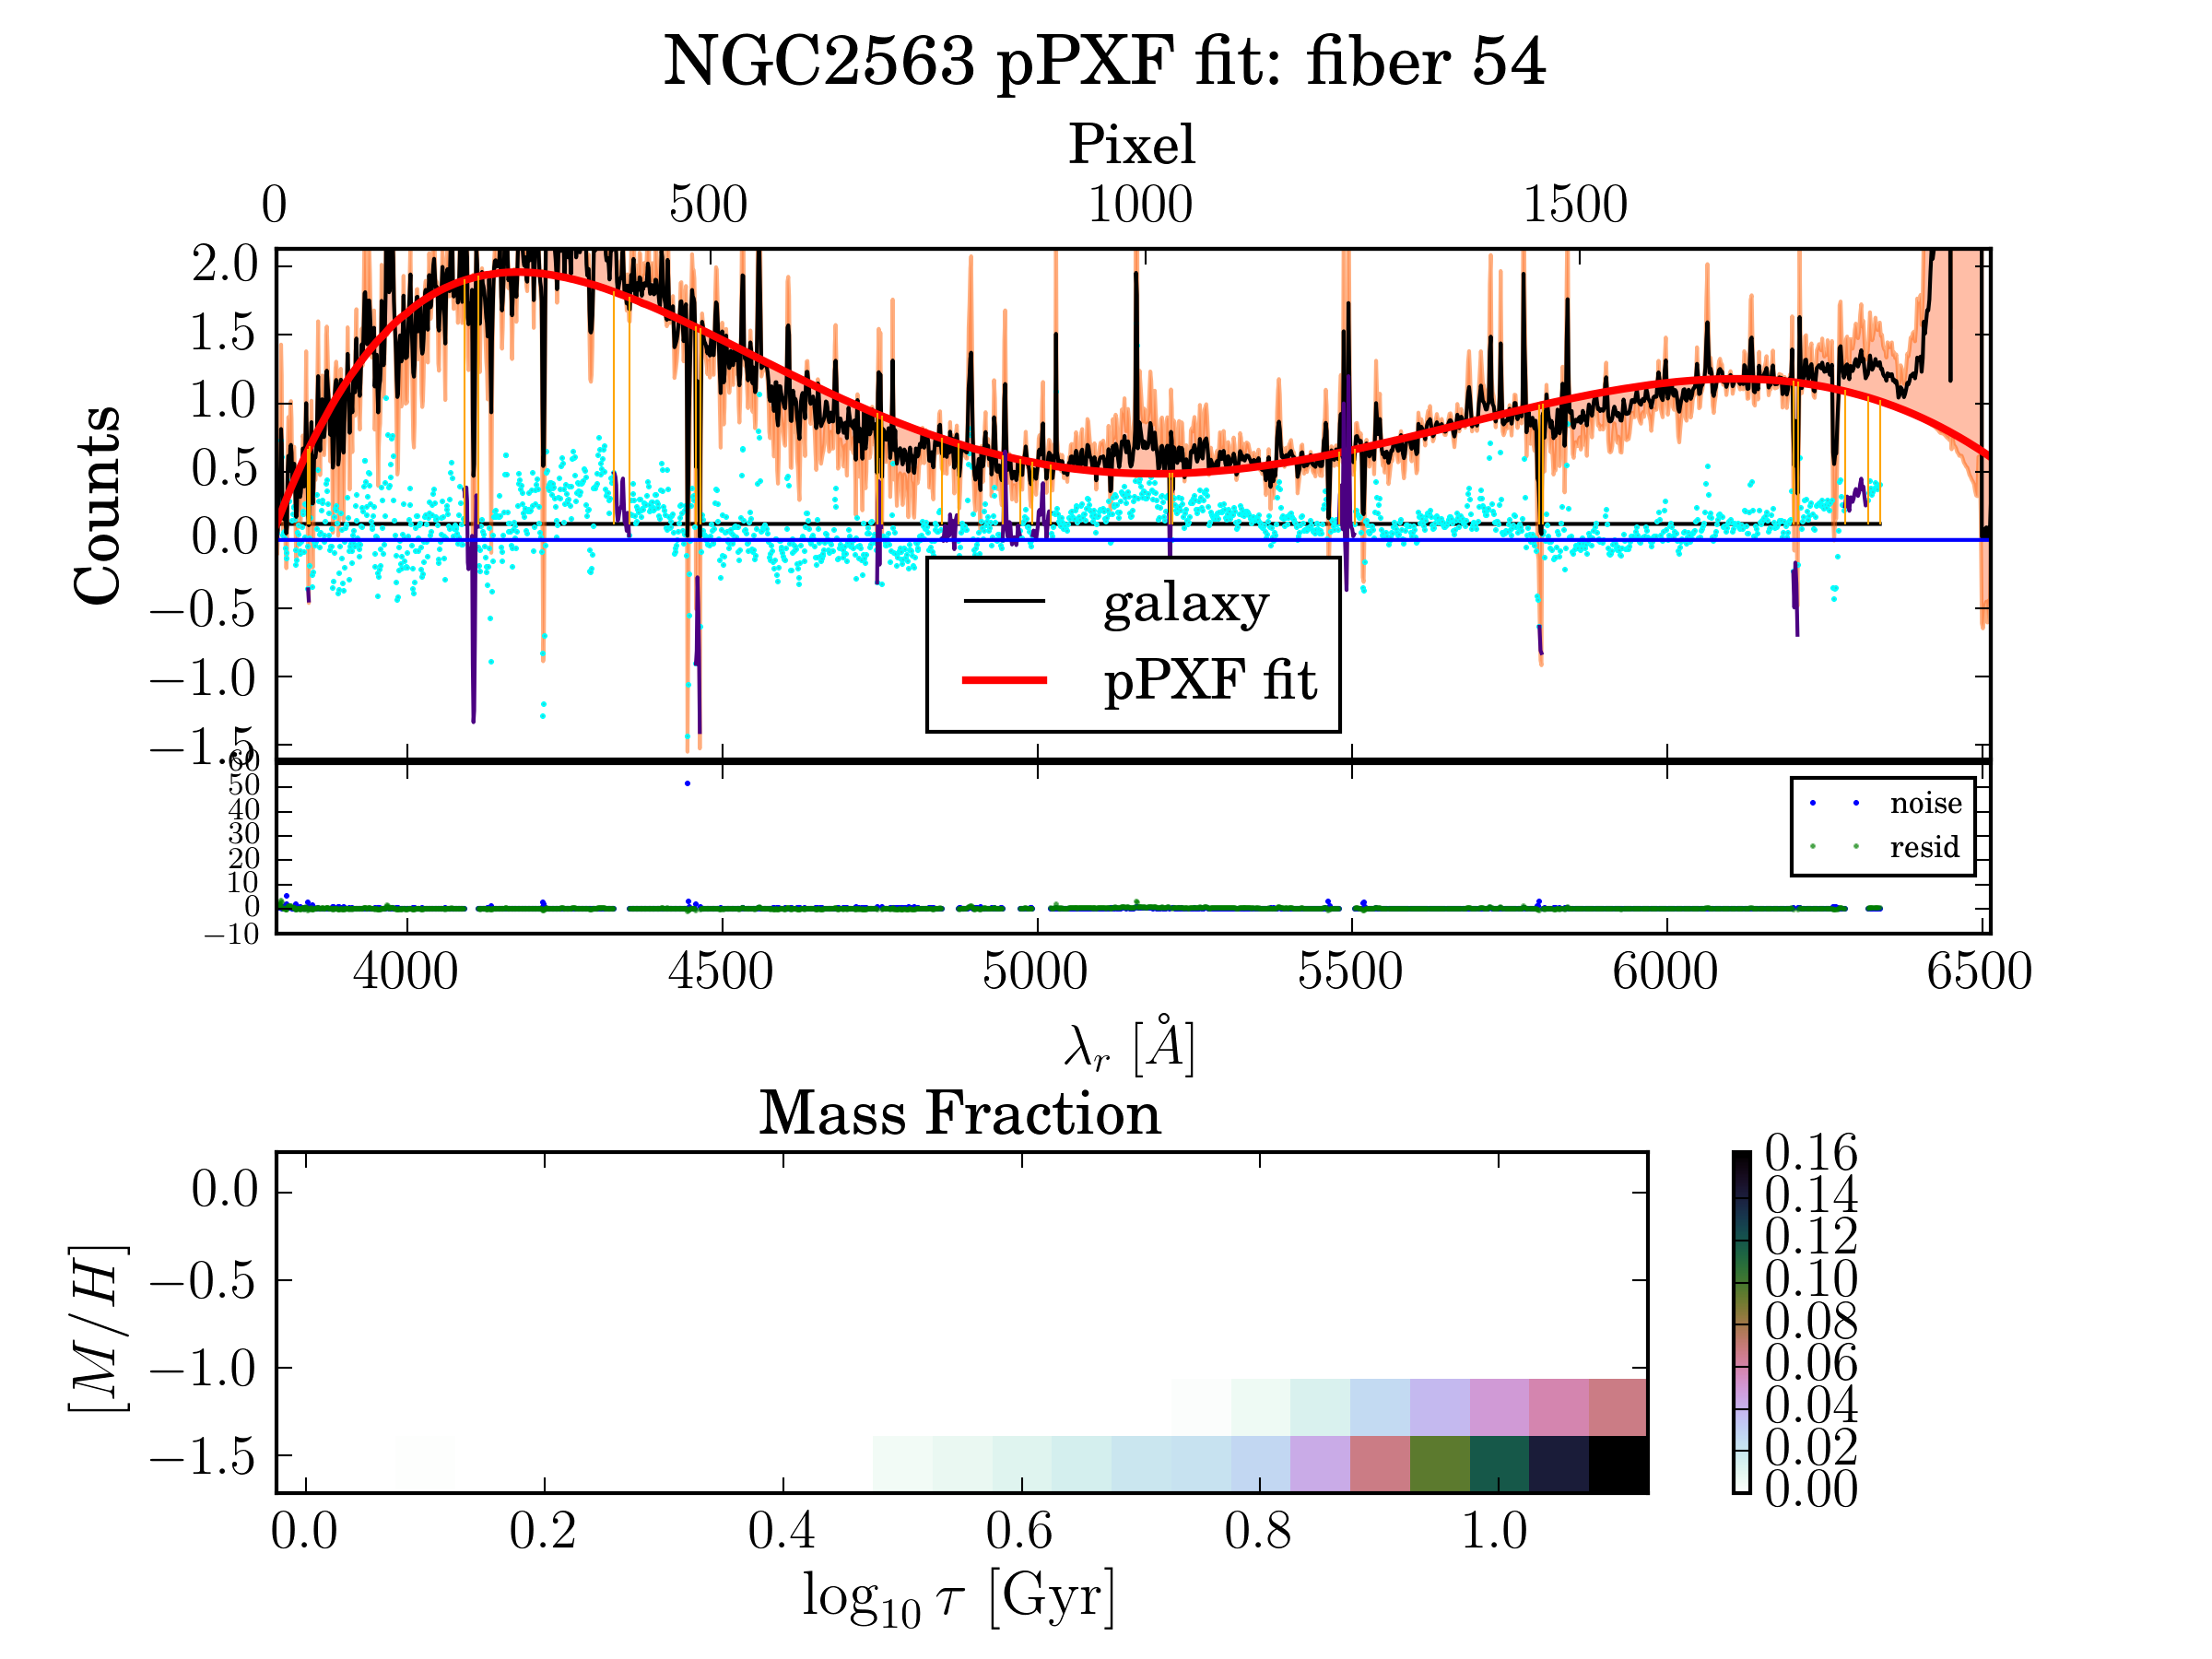 NGC2563 pPXF fit: fiber 54
Pixel
0 500 1000 1500
2.0
1.5
1.0
0.5
0.0
−0.5
−1.0
−1.5
Counts
galaxy
pPXF fit
60
50
40
30
20
10
0
−10
noise
resid
4000 4500 5000 5500 6000 6500
λr [Å]
Mass Fraction
0.0
−0.5
−1.0
−1.5
[M/H]
0.0 0.2 0.4 0.6 0.8 1.0
log10 τ [Gyr]
0.16
0.14
0.12
0.10
0.08
0.06
0.04
0.02
0.00